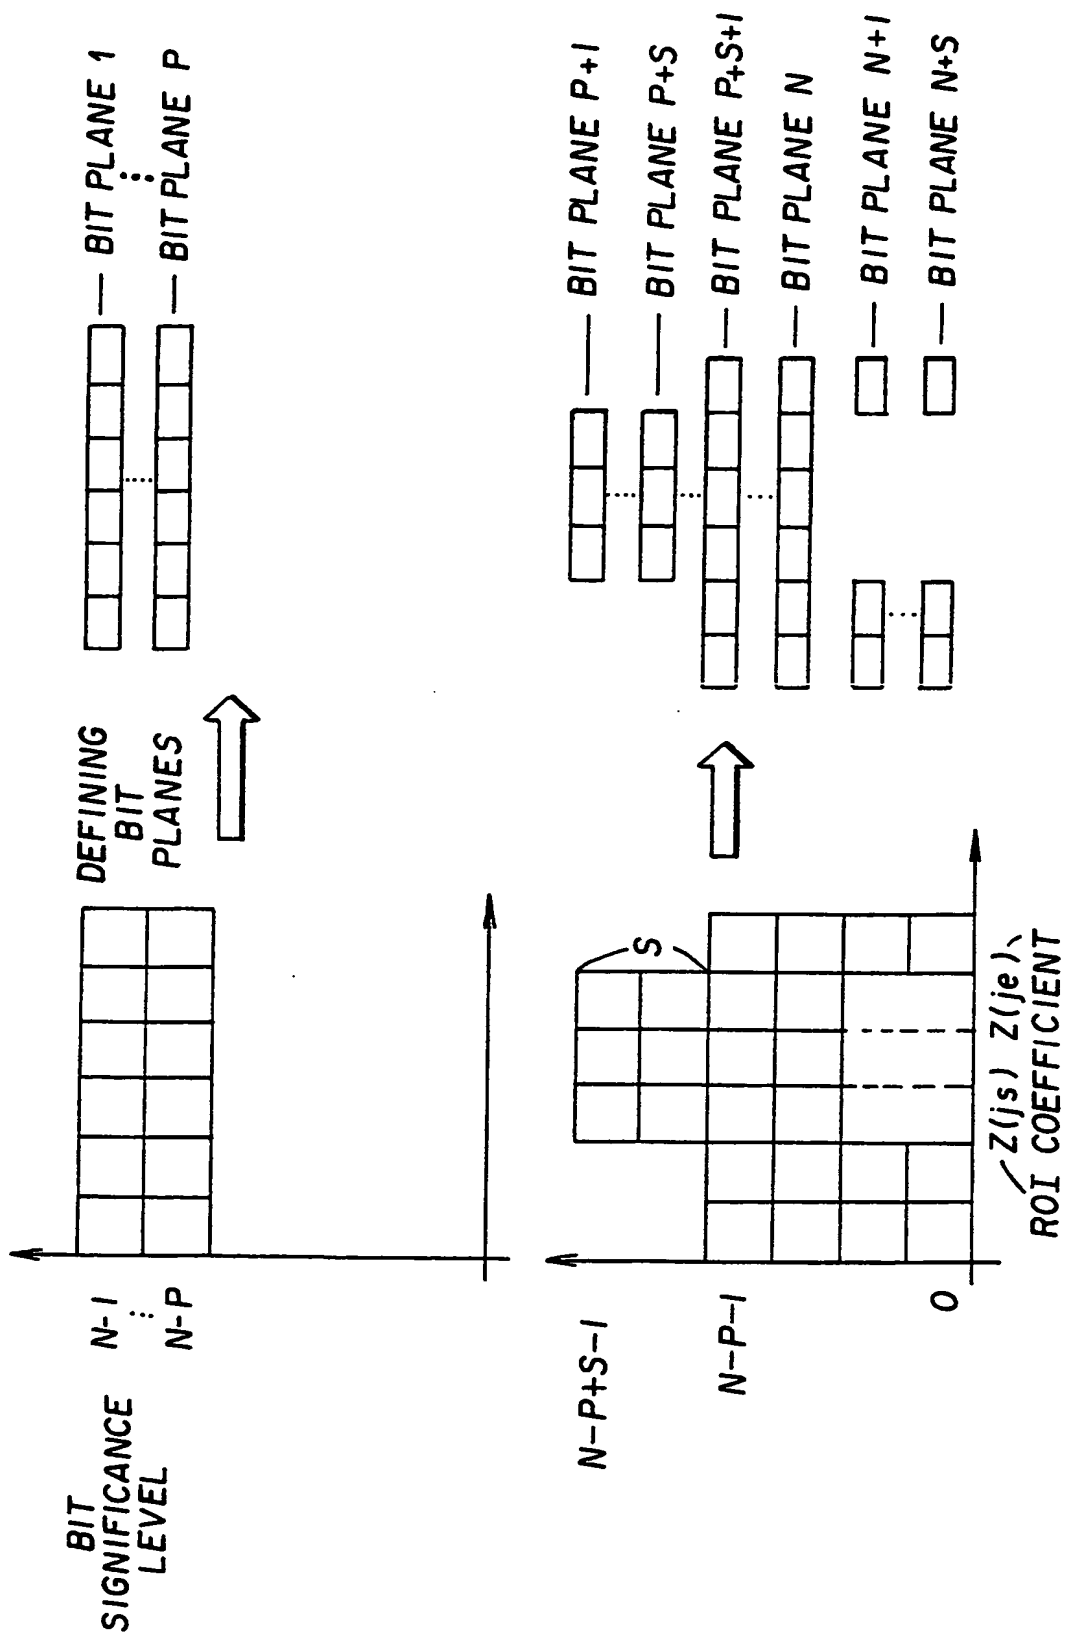 BIT
SIGNIFICANCE
LEVEL
N-1
N-P
DEFINING
BIT
PLANES
BIT PLANE 1
BIT PLANE P
N-P+S-1
N-P-1
0
S
Z(js) Z(je)
ROI COEFFICIENT
BIT PLANE P+1
BIT PLANE P+S
BIT PLANE P+S+1
BIT PLANE N
BIT PLANE N+1
BIT PLANE N+S